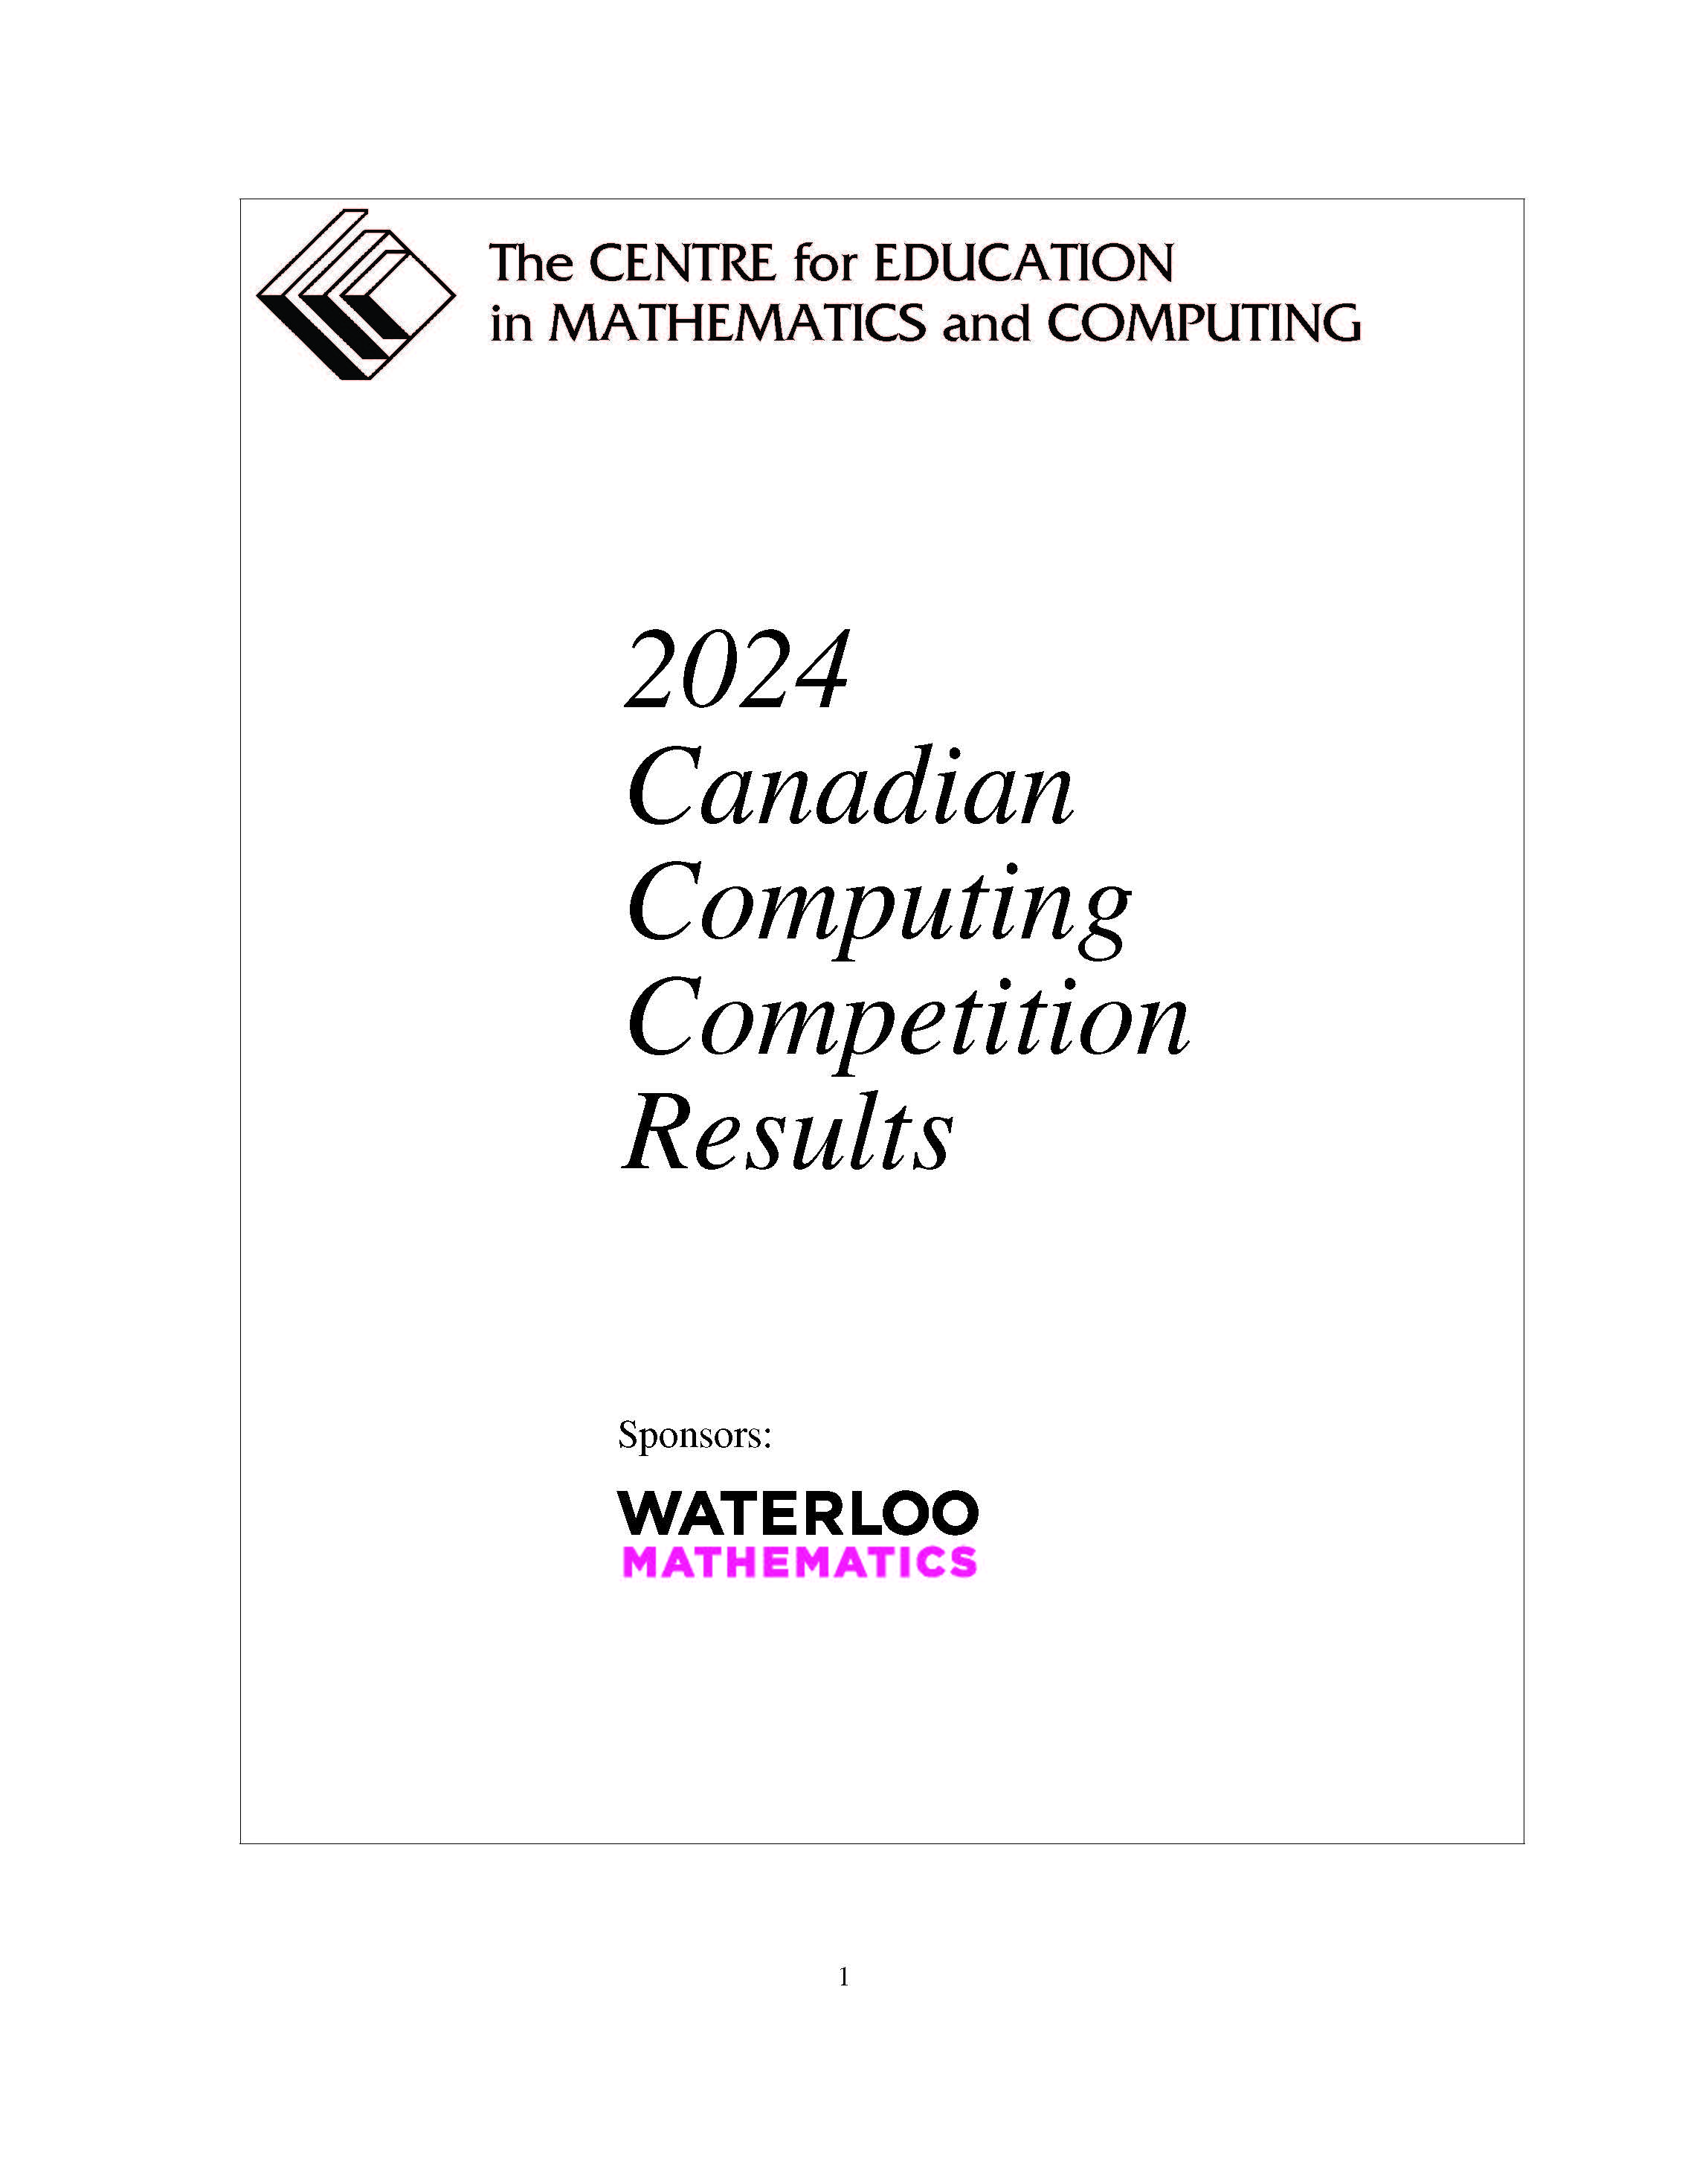 The CENTRE for EDUCATION
in MATHEMATICS and COMPUTING
2024
Canadian
Computing
Competition
Results
Sponsors:
WATERLOO
MATHEMATICS
1